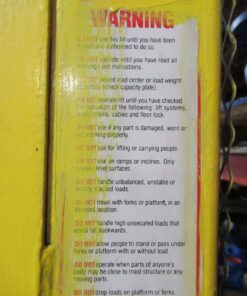 WARNING
DO NOT use this lift until you have been
trained and authorized to do so.
DO NOT operate until you have read all
warnings and instructions.
DO NOT exceed load center or load weight
(check capacity plate)
DO NOT operate lift until you have checked
the condition of the following: lift systems,
chains, cables and floor lock.
DO NOT use if any part is damaged, worn or
not working properly.
DO NOT use for lifting or carrying people.
DO NOT use on ramps or inclines. Only
level surfaces.
DO NOT handle unbalanced, unstable or
loosely stacked loads.
DO NOT travel with forks or platform, in an
elevated position.
DO NOT handle high unsecured loads that
could fall backwards.
DO NOT allow people to stand or pass under
forks or platform with or without load.
DO NOT operate when parts of anyone's
body may be close to mast structure or any
moving parts.
DO NOT drop loads on platform or forks.